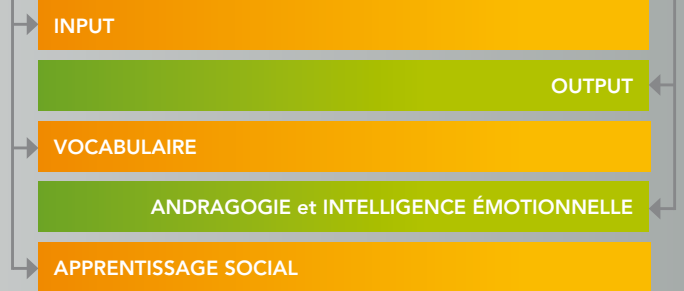 INPUT
OUTPUT
VOCABULAIRE
ANDRAGOGIE et INTELLIGENCE ÉMOTIONNELLE
APPRENTISSAGE SOCIAL